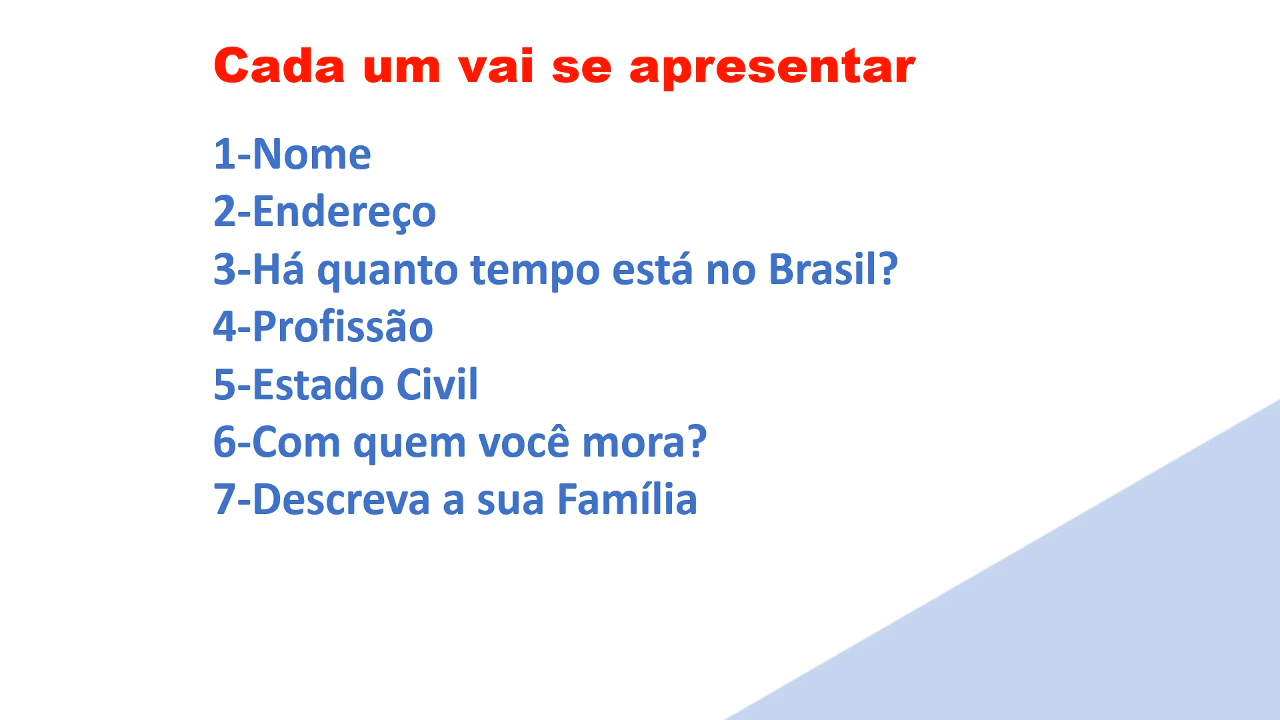 Cada um vai se apresentar
1-Nome
2-Endereço
3-Há quanto tempo está no Brasil?
4-Profissão
5-Estado Civil
6-Com quem você mora?
7-Descreva a sua Família